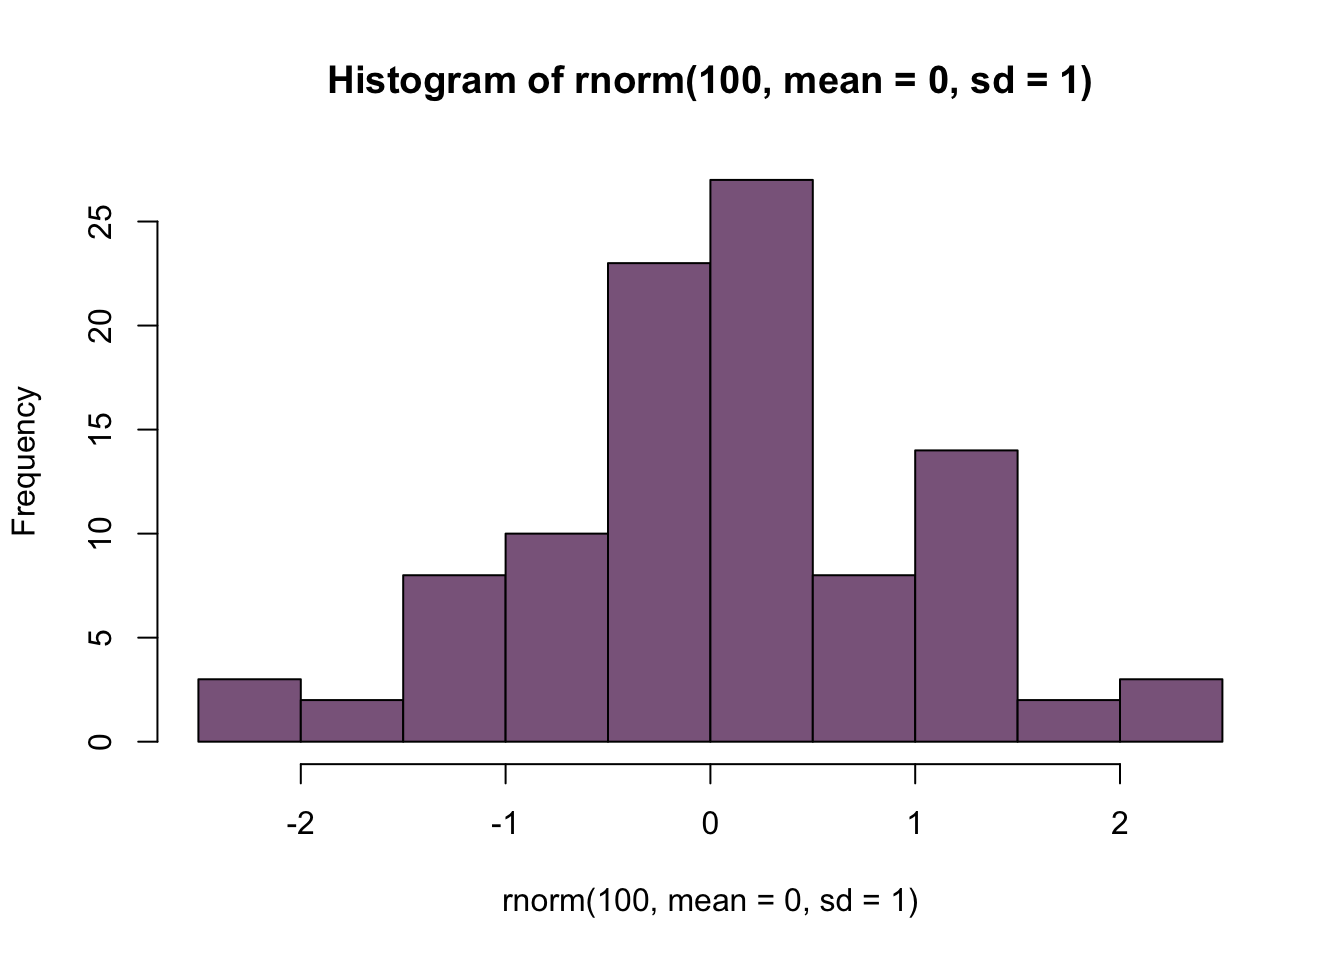 Histogram of rnorm(100, mean = 0, sd = 1)
Frequency
25
20
15
10
5
0
-2 -1 0 1 2
rnorm(100, mean = 0, sd = 1)